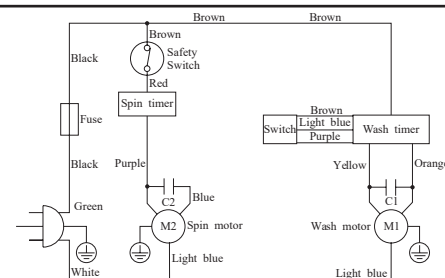 Brown Brown
Brown
Black Safety
Switch
Red
Spin timer
Brown
Fuse Switch Light blue Wash timer
Purple
Black Purple Yellow Orange
Green C2 Blue C1
M2 Spin motor Wash motor M1
White Light blue Light blue